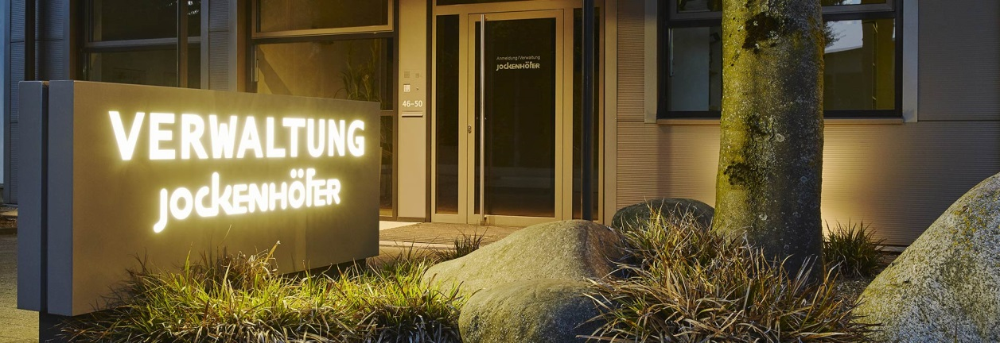 VERWALTUNG
JOCKENHÖFER
Anmeldung/Verwaltung
JOCKENHÖFER
46-50